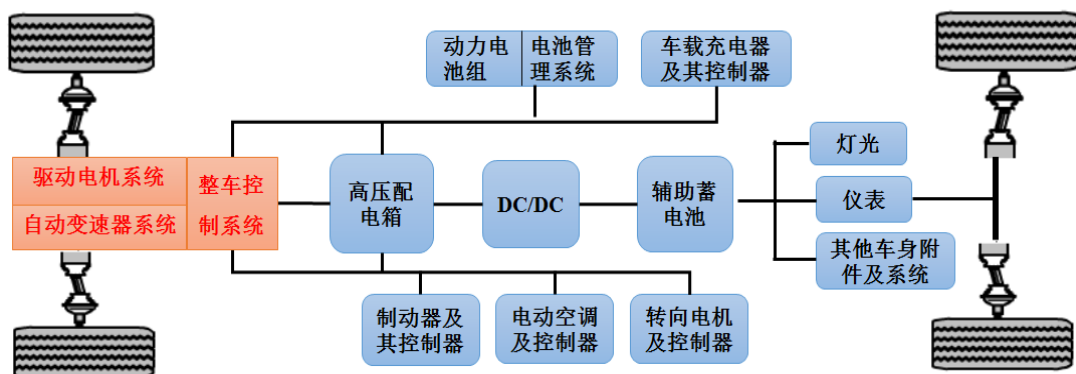 动力电
池组
电池管
理系统
车载充电器
及其控制器
驱动电机系统
自动变速器系统
整车控
制系统
高压配
电箱
DC/DC
辅助蓄
电池
灯光
仪表
其他车身附
件及系统
制动器及
其控制器
电动空调
及控制器
转向电机
及控制器